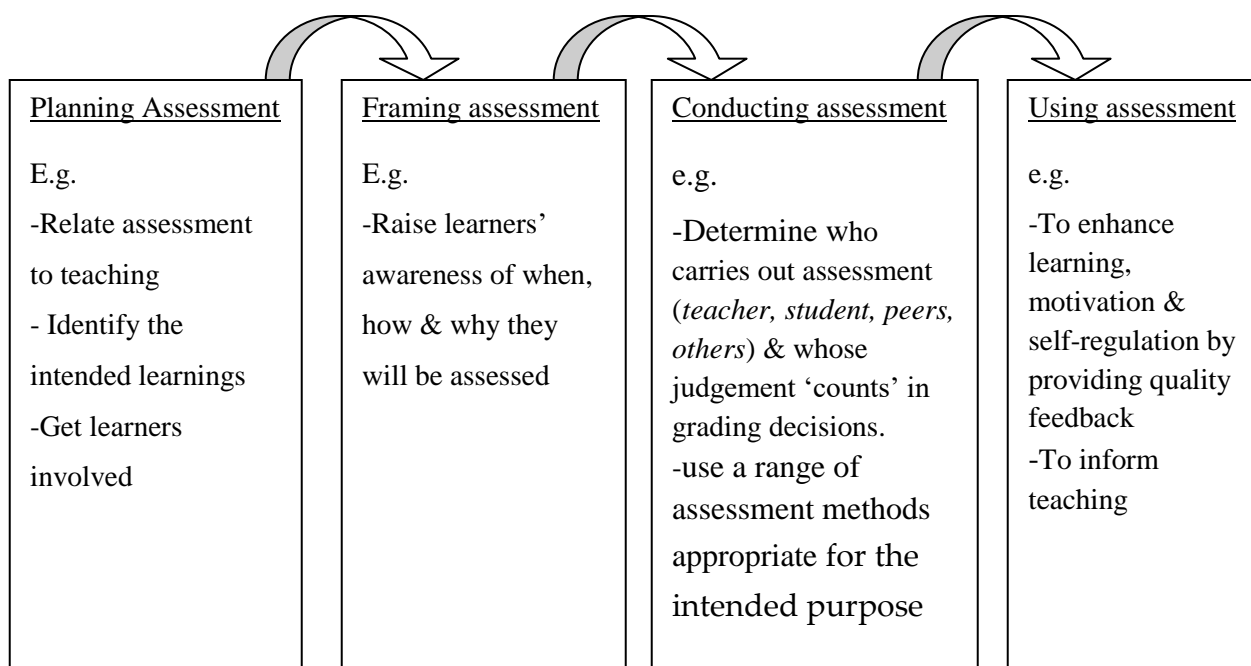 Planning Assessment
E.g.
-Relate assessment
to teaching
- Identify the
intended learnings
-Get learners
involved
Framing assessment
E.g.
-Raise learners’
awareness of when,
how & why they
will be assessed
Conducting assessment
e.g.
-Determine who
carries out assessment
(teacher, student, peers,
others) & whose
judgement ‘counts’ in
grading decisions.
-use a range of
assessment methods
appropriate for the
intended purpose
Using assessment
e.g.
-To enhance
learning,
motivation &
self-regulation by
providing quality
feedback
-To inform
teaching